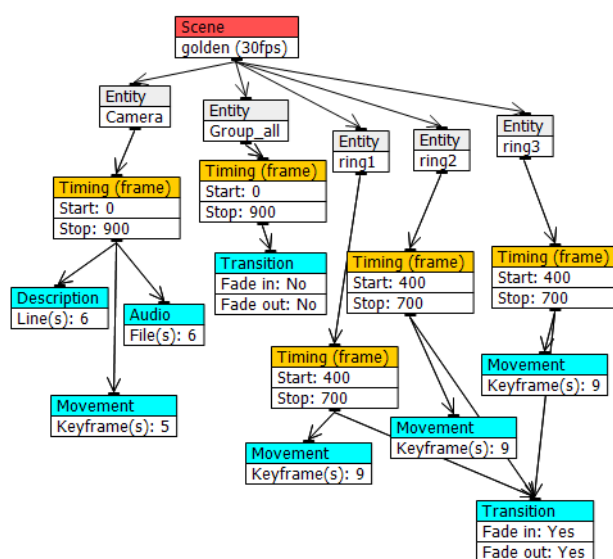 Scene
golden (30fps)
Entity
Camera
Entity
Group_all
Entity
ring1
Entity
ring2
Entity
ring3
Timing (frame)
Start: 0
Stop: 900
Timing (frame)
Start: 0
Stop: 900
Timing (frame)
Start: 400
Stop: 700
Timing (frame)
Start: 400
Stop: 700
Transition
Fade in: No
Fade out: No
Description
Line(s): 6
Audio
File(s): 6
Timing (frame)
Start: 400
Stop: 700
Movement
Keyframe(s): 9
Movement
Keyframe(s): 5
Movement
Keyframe(s): 9
Movement
Keyframe(s): 9
Transition
Fade in: Yes
Fade out: Yes